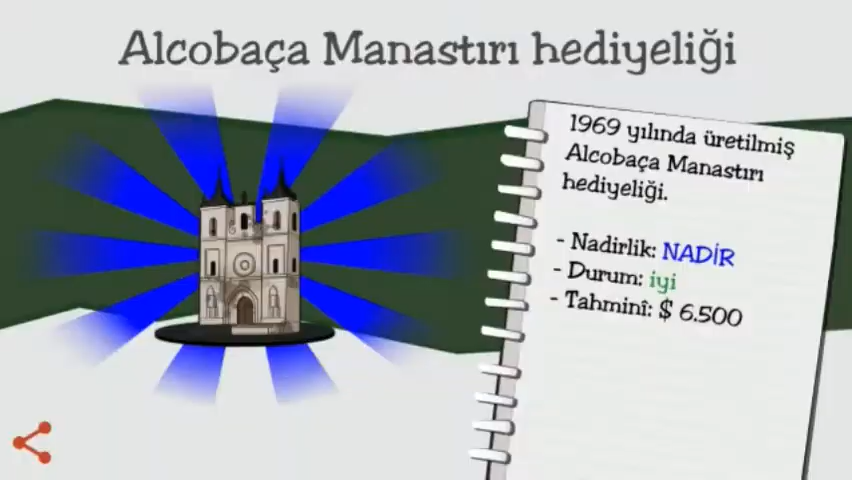 Alcobaça Manastırı hediyeliği
1969 yılında üretilmiş
Alcobaça Manastırı
hediyeliği.
- Nadirlik: NADİR
- Durum: iyi
- Tahminî: $ 6.500